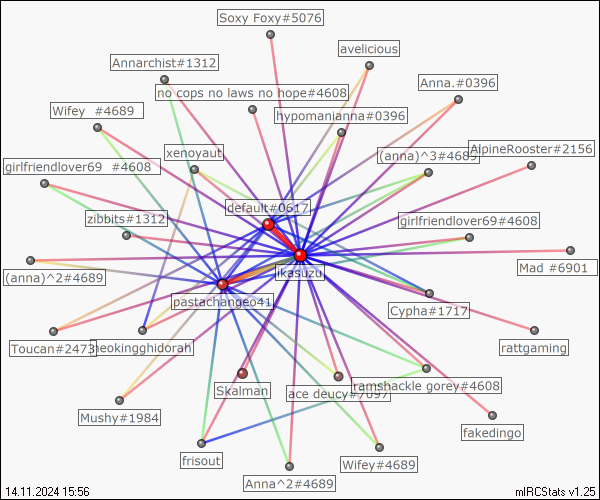 Soxy Foxy#5076
avelicious
Annarchist#1312
Anna.#0396
no cops no laws no hope#4608
Wifey #4689
hypomanianna#0396
xenoyaut
(anna)^3#4689
AlpineRooster#2156
girlfriendlover69 #4608
default#0617
zibbits#1312
girlfriendlover69#4608
(anna)^2#4689
ikasuzu
Mad #6901
pastachangeo41
Cypha#1717
Toucan#2473
neokingghidorah
rattgaming
Skalman
ace deucy#7097
ramshackle gorey#4608
Mushy#1984
fakedingo
frisout
Wifey#4689
Anna^2#4689
14.11.2024 15:56
mIRCStats v1.25